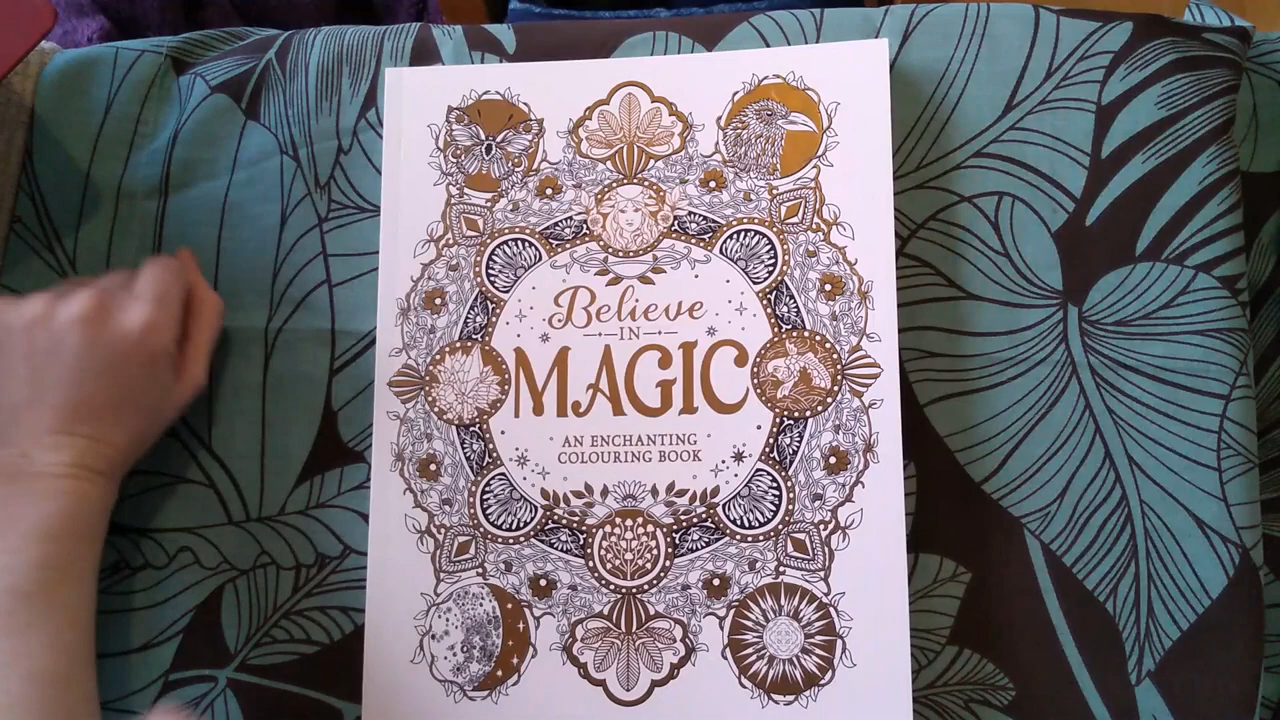 Believe
IN
MAGIC
AN ENCHANTING
COLOURING BOOK